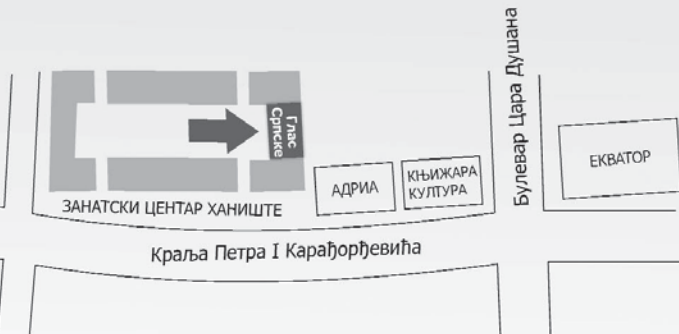 Булевар Цара Душана
Глас
Српске
ЕКВАТОР
АДРИА
КЊИЖАРА
КУЛТУРА
ЗАНАТСКИ ЦЕНТАР ХАНИШТЕ
Краља Петра I Карађорђевића